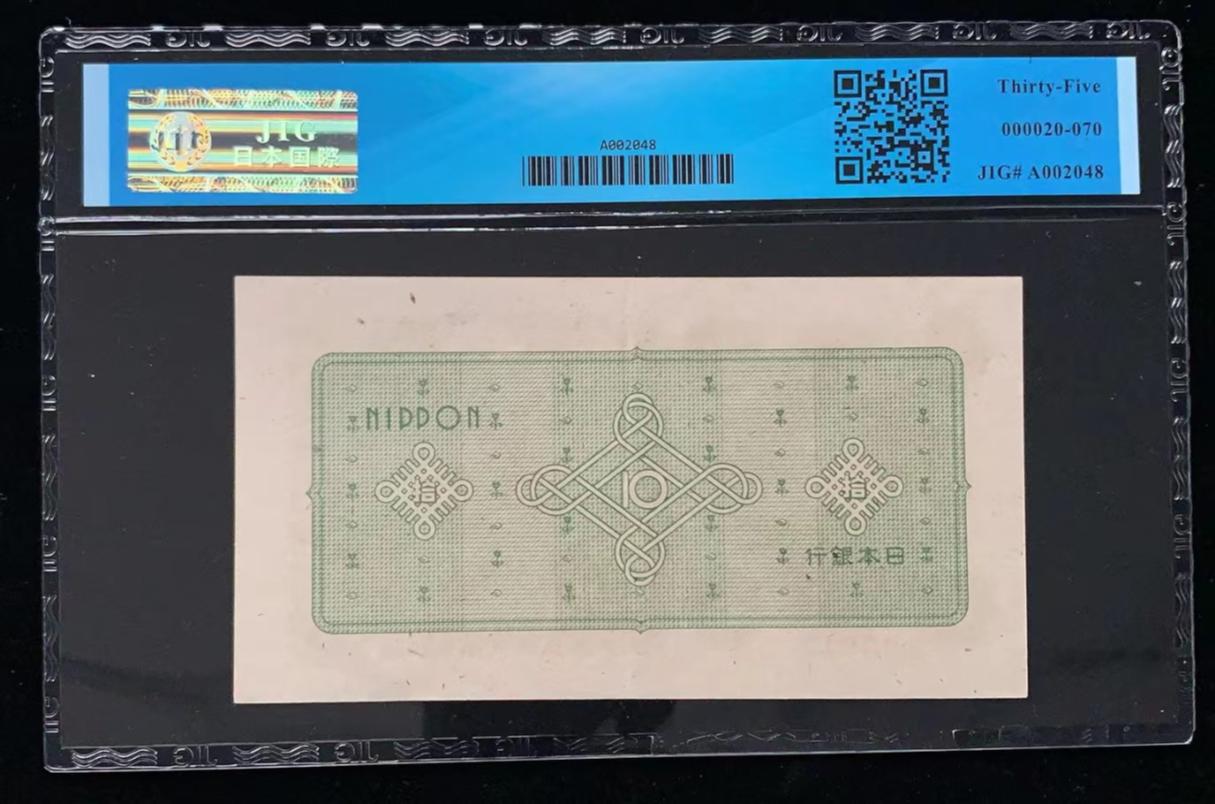 JIG
日本国際
A002048
Thirty-Five
000020-070
JIG# A002048
NIPPON
拾
10
拾
行銀本日